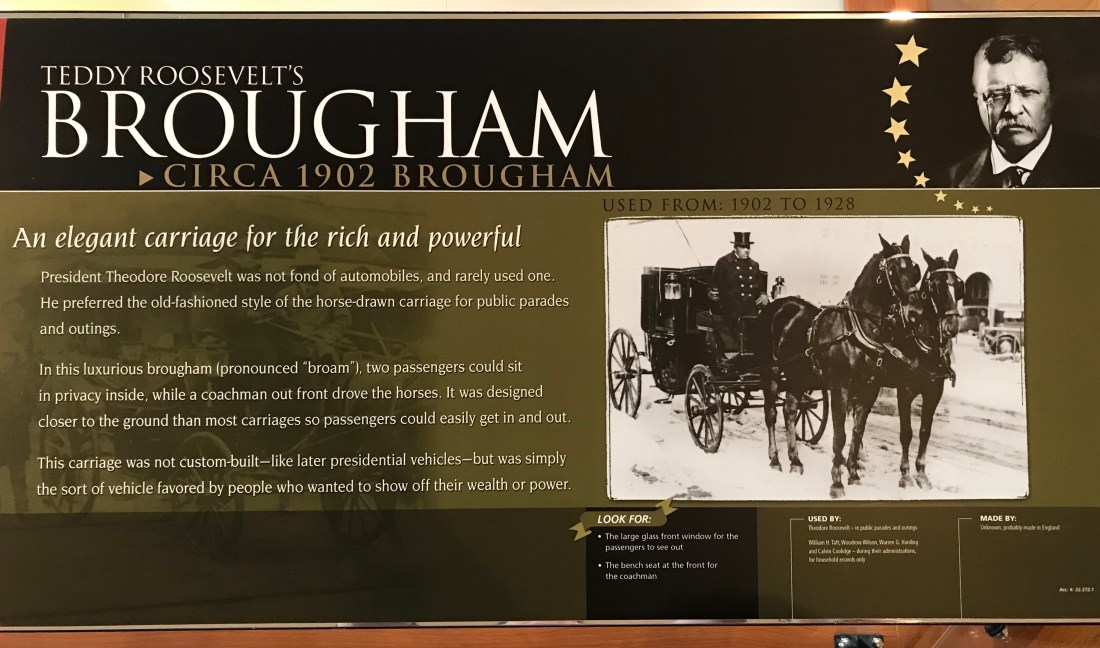 TEDDY ROOSEVELT'S
BROUGHAM
CIRCA 1902 BROUGHAM
USED FROM: 1902 TO 1928
An elegant carriage for the rich and powerful
President Theodore Roosevelt was not fond of automobiles, and rarely used one.
He preferred the old-fashioned style of the horse-drawn carriage for public parades
and outings.
In this luxurious brougham (pronounced “broam”), two passengers could sit
in privacy inside, while a coachman out front drove the horses. It was designed
closer to the ground than most carriages so passengers could easily get in and out.
This carriage was not custom-built—like later presidential vehicles—but was simply
the sort of vehicle favored by people who wanted to show off their wealth or power.
LOOK FOR:
• The large glass front window for the
passengers to see out
• The bench seat at the front for
the coachman
USED BY:
Theodore Roosevelt – in public parades and outings
William H. Taft, Woodrow Wilson, Warren G. Harding
and Calvin Coolidge – during their administrations,
for household errands only
MADE BY:
Unknown, probably made in England
Acc. #: 33.372.1